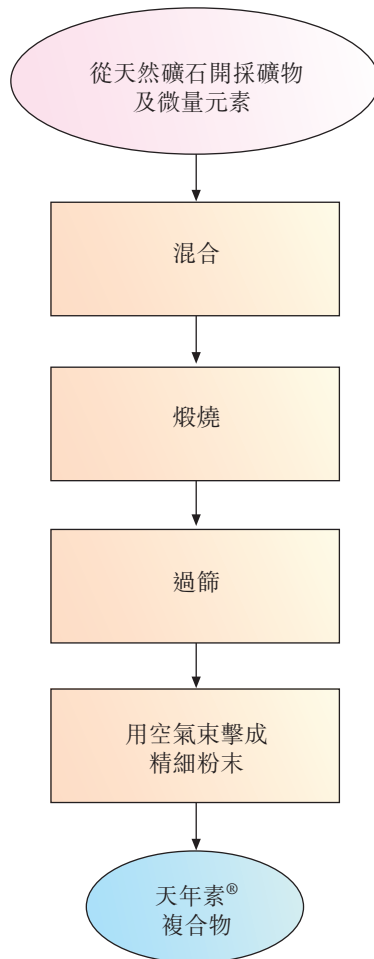 從天然礦石開採礦物
及微量元素
混合
煅燒
過篩
用空氣束擊成
精細粉末
天年素®
複合物